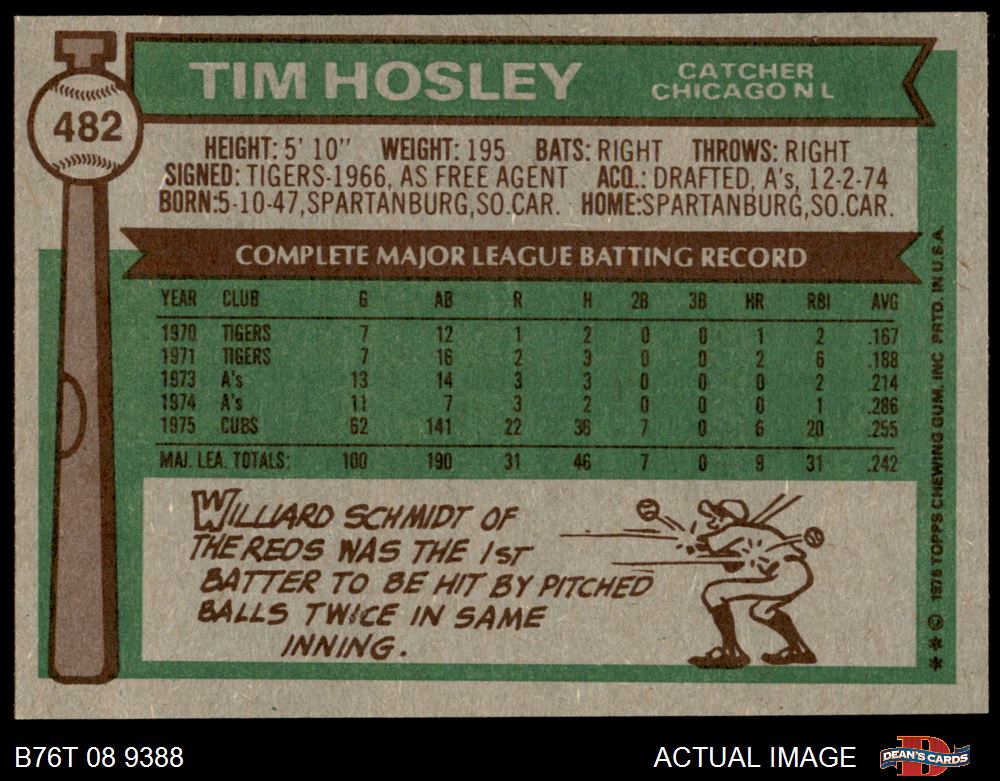 TIM HOSLEY
CATCHER
CHICAGO N L
482
HEIGHT: 5' 10" WEIGHT: 195 BATS: RIGHT THROWS: RIGHT
SIGNED: TIGERS-1966, AS FREE AGENT ACQ.: DRAFTED, A's, 12-2-74
BORN:5-10-47,SPARTANBURG,SO.CAR. HOME:SPARTANBURG,SO.CAR.
COMPLETE MAJOR LEAGUE BATTING RECORD
YEAR CLUB G AB R H 2B 3B HR RBI AVG
1970 TIGERS 7 12 1 2 0 0 1 2 .167
1971 TIGERS 7 16 2 3 0 0 2 6 .188
1973 A's 13 14 3 3 0 0 0 2 .214
1974 A's 11 7 3 2 0 0 0 1 .286
1975 CUBS 62 141 22 36 7 0 6 20 .255
MAJ. LEA. TOTALS: 100 190 31 46 7 0 9 31 .242
WILLIARD SCHMIDT OF
THE REDS WAS THE 1ST
BATTER TO BE HIT BY PITCHED
BALLS TWICE IN SAME
INNING.
** © 1976 TOPPS CHEWING GUM, INC PRTD. IN U.S.A.
B76T 08 9388
ACTUAL IMAGE
DEAN'S CARDS